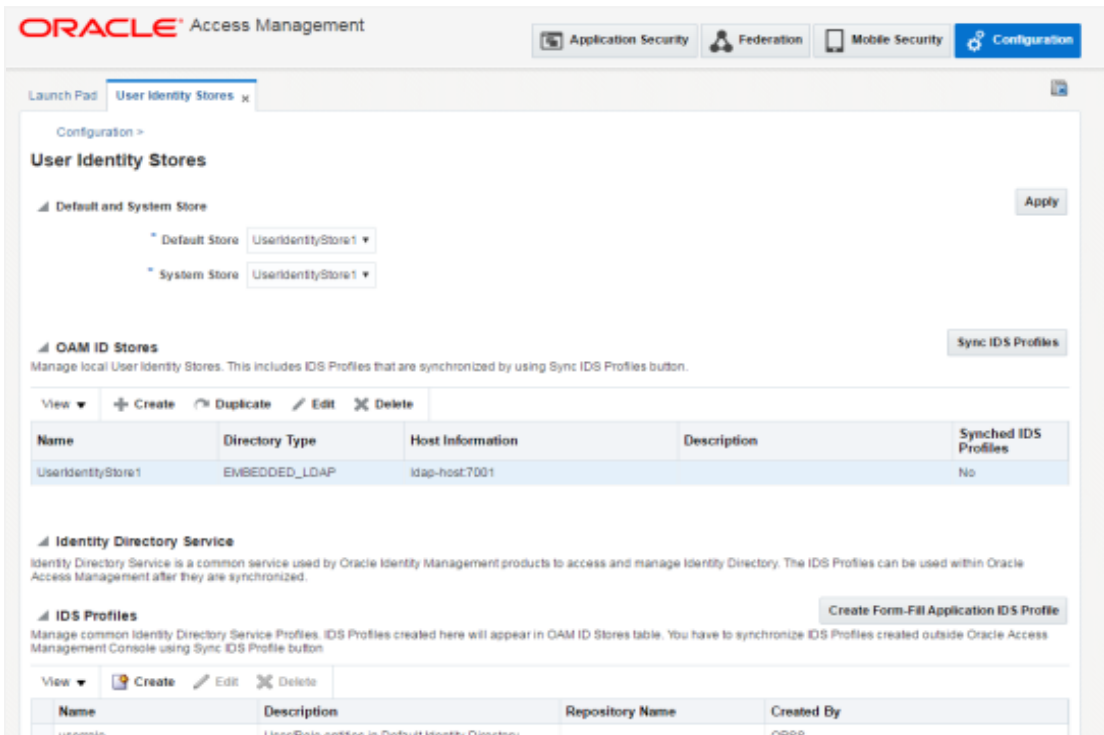 ORACLE Access Management
Application Security Federation Mobile Security Configuration
Launch Pad User Identity Stores x
Configuration >
User Identity Stores
Default and System Store Apply
* Default Store UserIdentityStore1
* System Store UserIdentityStore1
OAM ID Stores Sync IDS Profiles
Manage local User Identity Stores. This includes IDS Profiles that are synchronized by using Sync IDS Profiles button.
View Create Duplicate Edit Delete
Name Directory Type Host Information Description Synched IDS
Profiles
UserIdentityStore1 EMBEDDED_LDAP ldap-host:7001 No
Identity Directory Service
Identity Directory Service is a common service used by Oracle Identity Management products to access and manage Identity Directory. The IDS Profiles can be used within Oracle
Access Management after they are synchronized.
IDS Profiles Create Form-Fill Application IDS Profile
Manage common Identity Directory Service Profiles. IDS Profiles created here will appear in OAM ID Stores table. You have to synchronize IDS Profiles created outside Oracle Access
Management Console using Sync IDS Profile button
View Create Edit Delete
Name Description Repository Name Created By
User/Role entities in Default Identity Directory